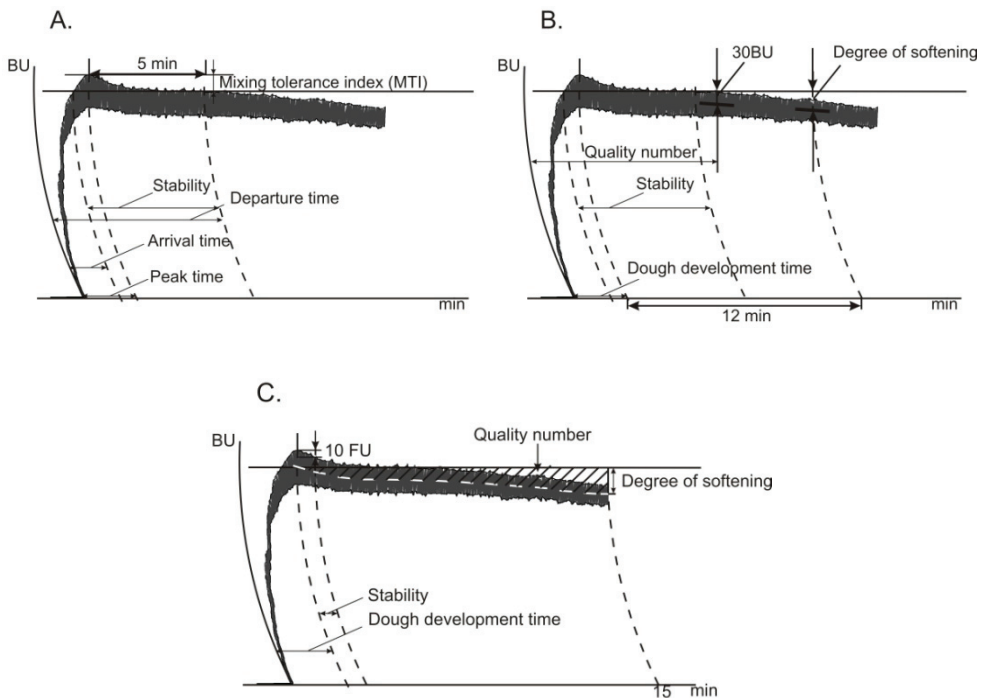 A.
BU
5 min
Mixing tolerance index (MTI)
Stability
Departure time
Arrival time
Peak time
min
B.
BU
30BU
Degree of softening
Quality number
Stability
Dough development time
12 min
min
C.
BU
10 FU
Quality number
Degree of softening
Stability
Dough development time
15 min